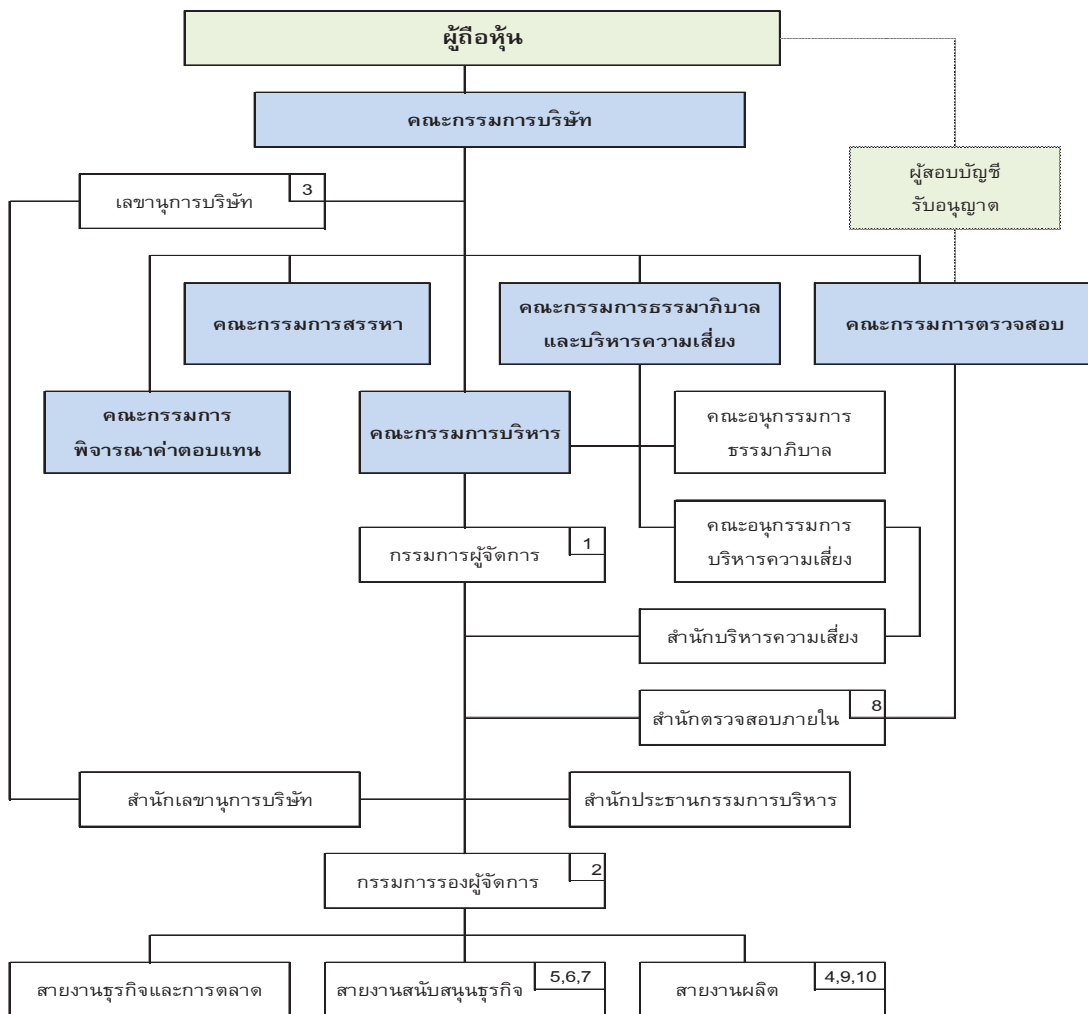 ผู้ถือหุ้น
คณะกรรมการบริษัท
ผู้สอบบัญชี
รับอนุญาต
3
เลขานุการบริษัท
คณะกรรมการสรรหา
คณะกรรมการธรรมาภิบาล
และบริหารความเสี่ยง
คณะกรรมการตรวจสอบ
คณะกรรมการ
พิจารณาค่าตอบแทน
คณะกรรมการบริหาร
คณะอนุกรรมการ
ธรรมาภิบาล
กรรมการผู้จัดการ
1
คณะอนุกรรมการ
บริหารความเสี่ยง
สำนักบริหารความเสี่ยง
สำนักตรวจสอบภายใน
8
สำนักเลขานุการบริษัท
สำนักประธานกรรมการบริหาร
กรรมการรองผู้จัดการ
2
สายงานธุรกิจและการตลาด
สายงานสนับสนุนธุรกิจ
5,6,7
สายงานผลิต
4,9,10